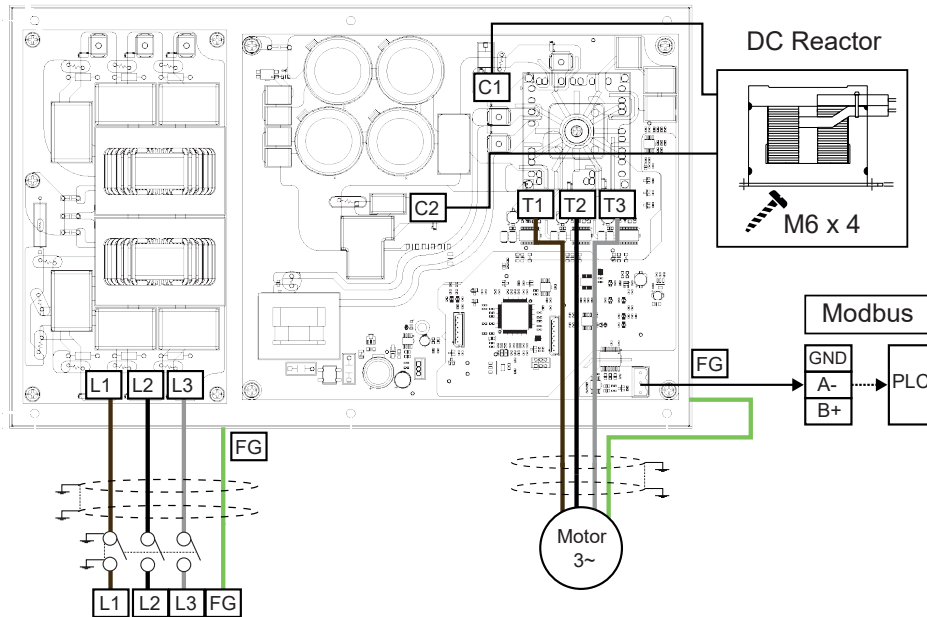 C1
DC Reactor
M6 x 4
C2
T1 T2 T3
Modbus
FG
GND
A-
B+
PLC
L1 L2 L3
FG
Motor
3~
L1 L2 L3 FG